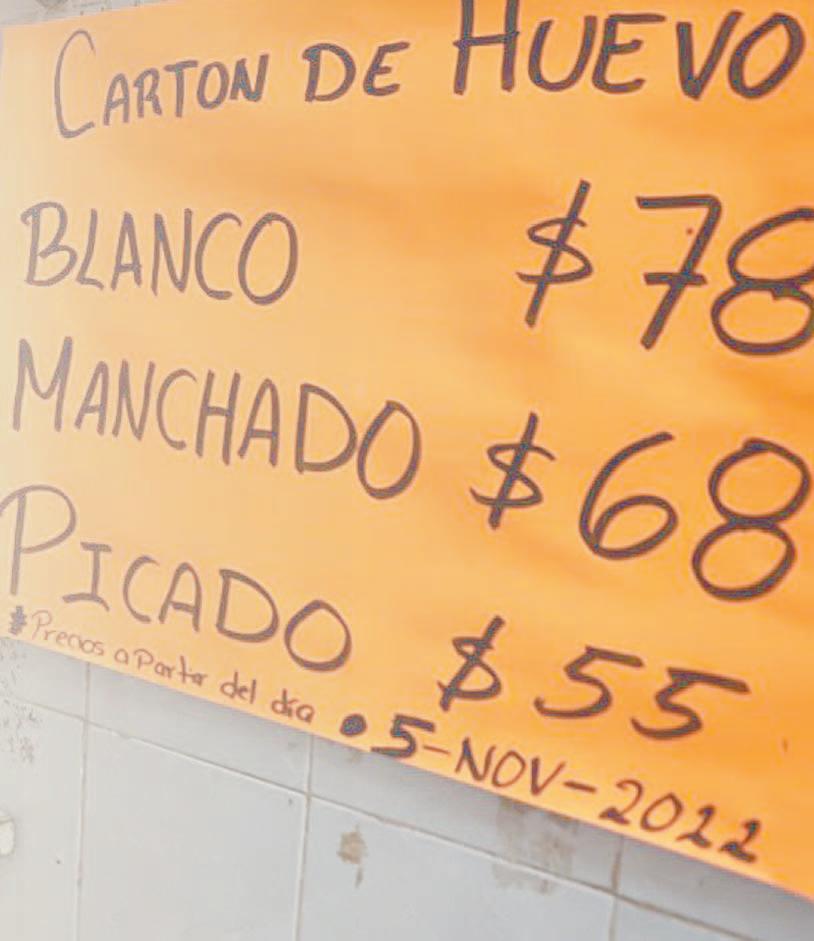 CARTON DE HUEVO
BLANCO $78
MANCHADO $68
PICADO $55
*Precios a Partir del día •5-NOV-2022